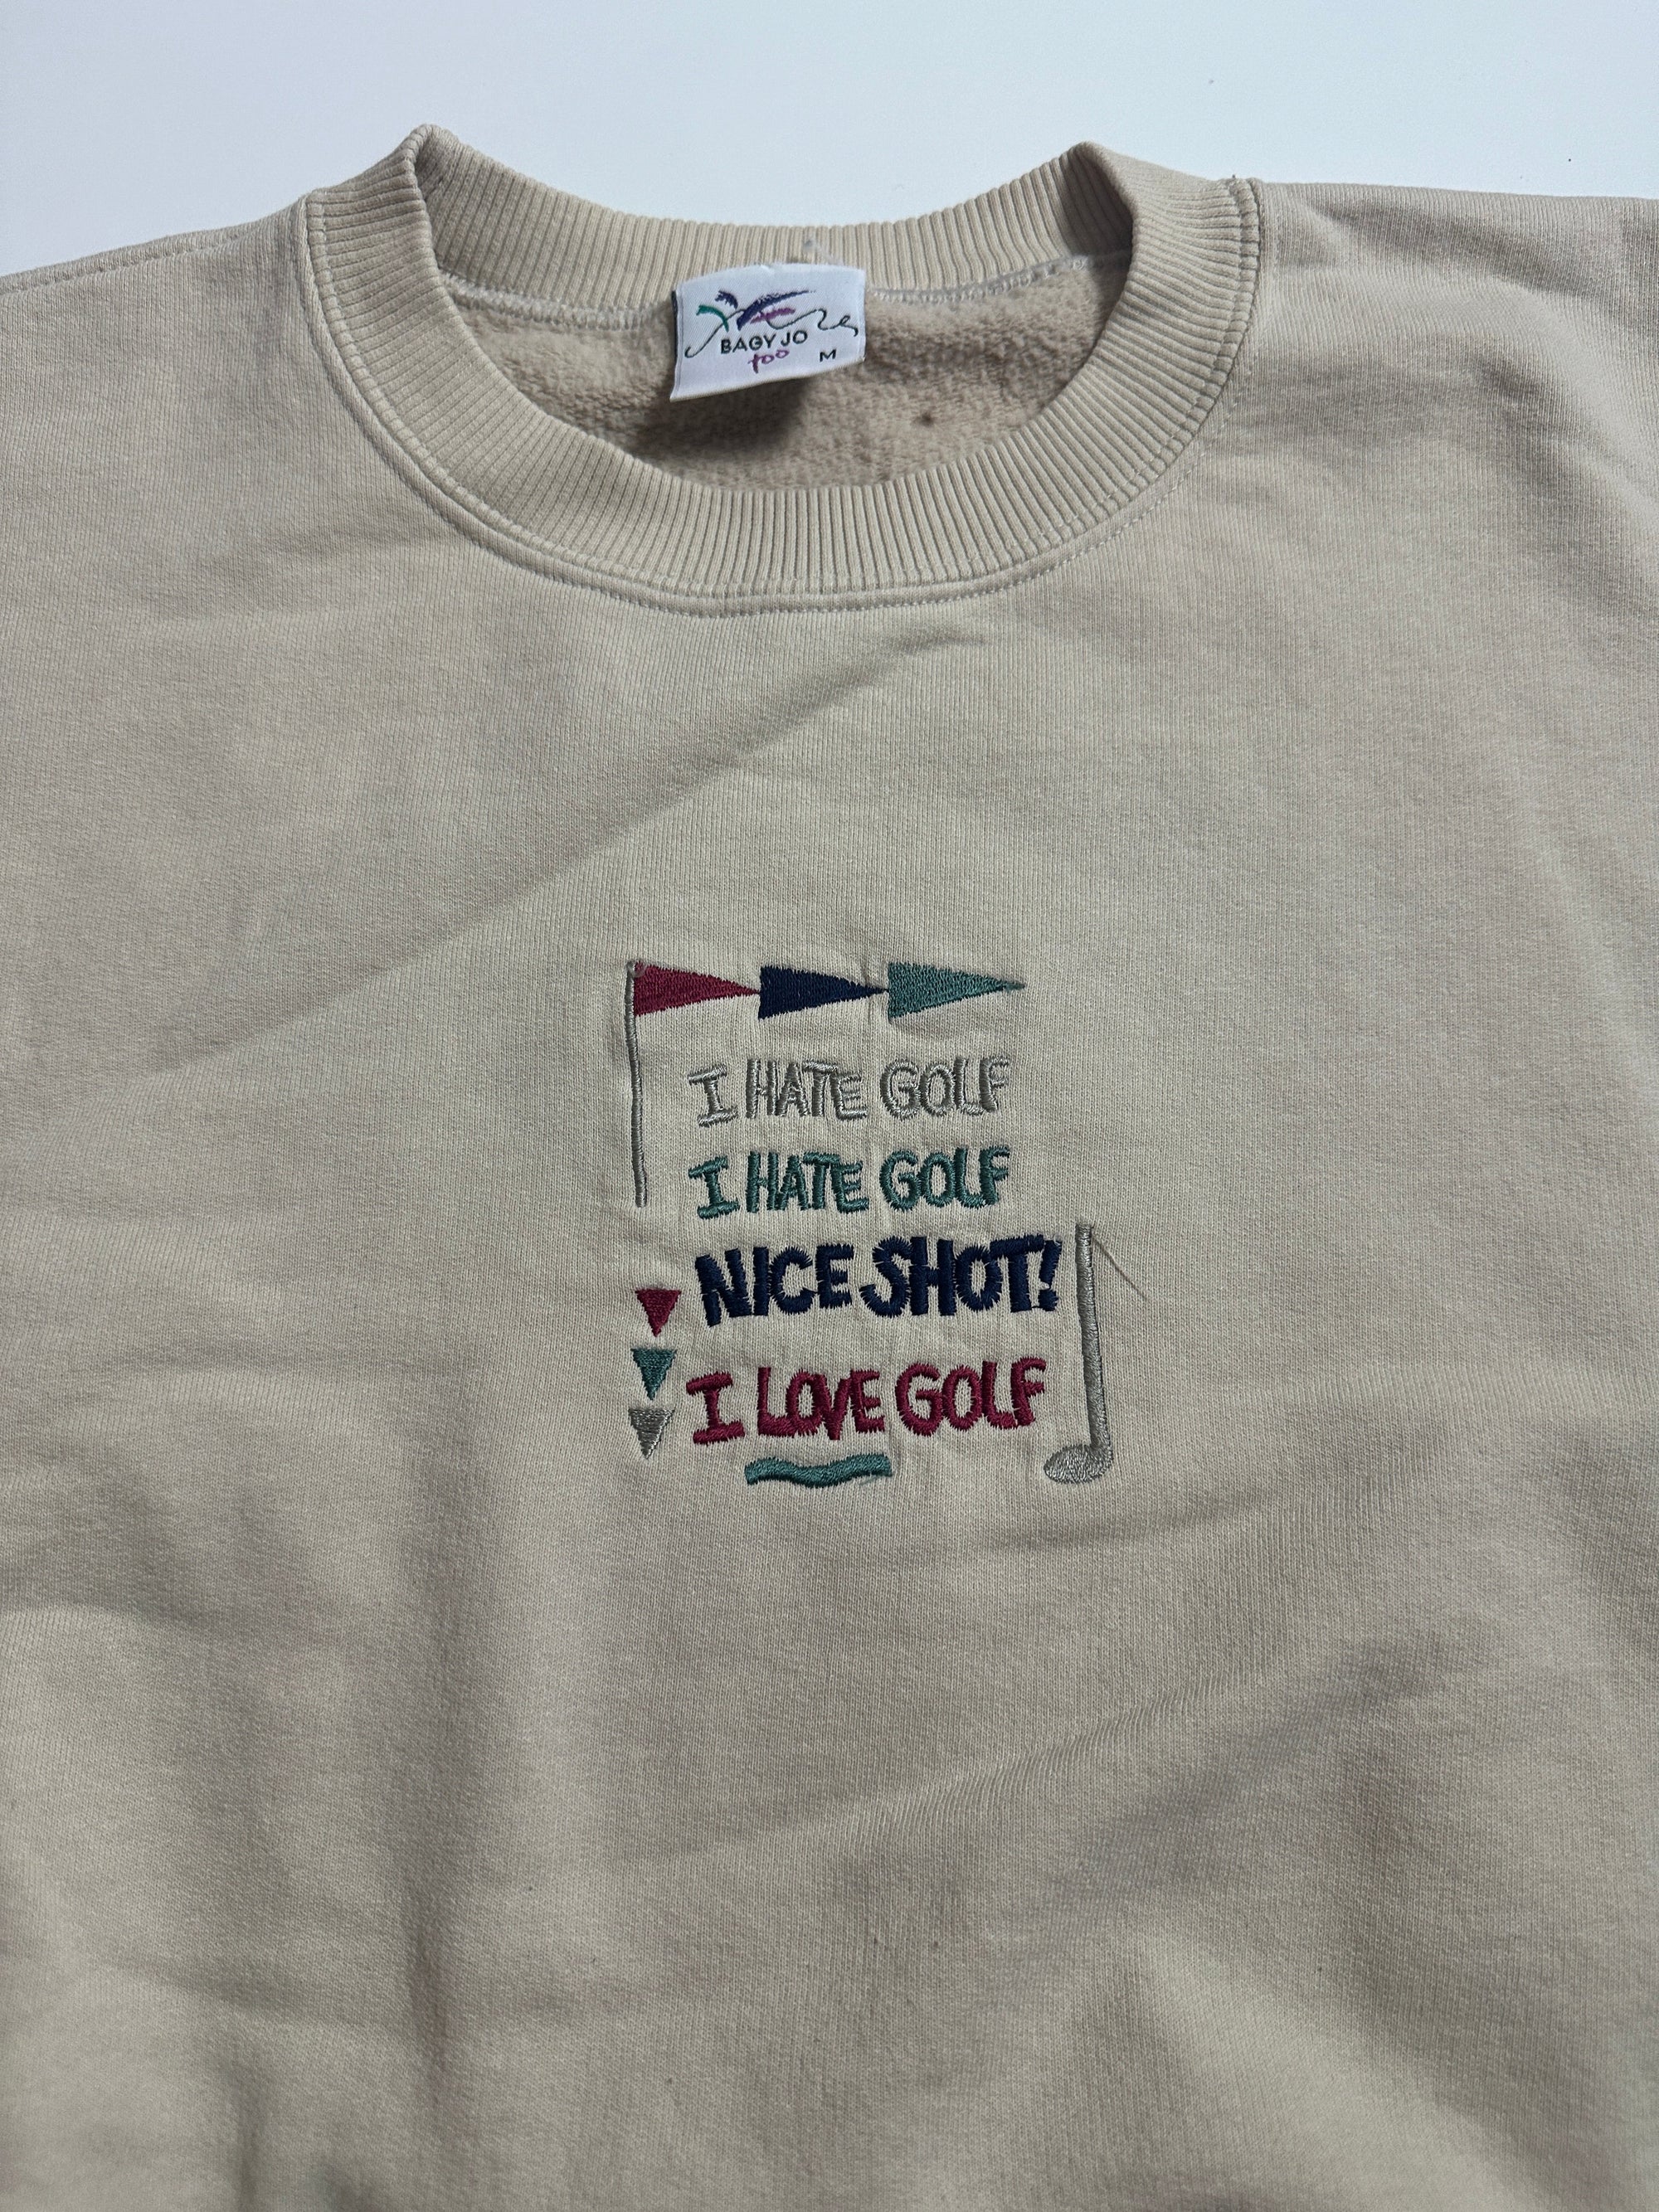 BAGY JO
too M
I HATE GOLF
I HATE GOLF
NICE SHOT!
I LOVE GOLF